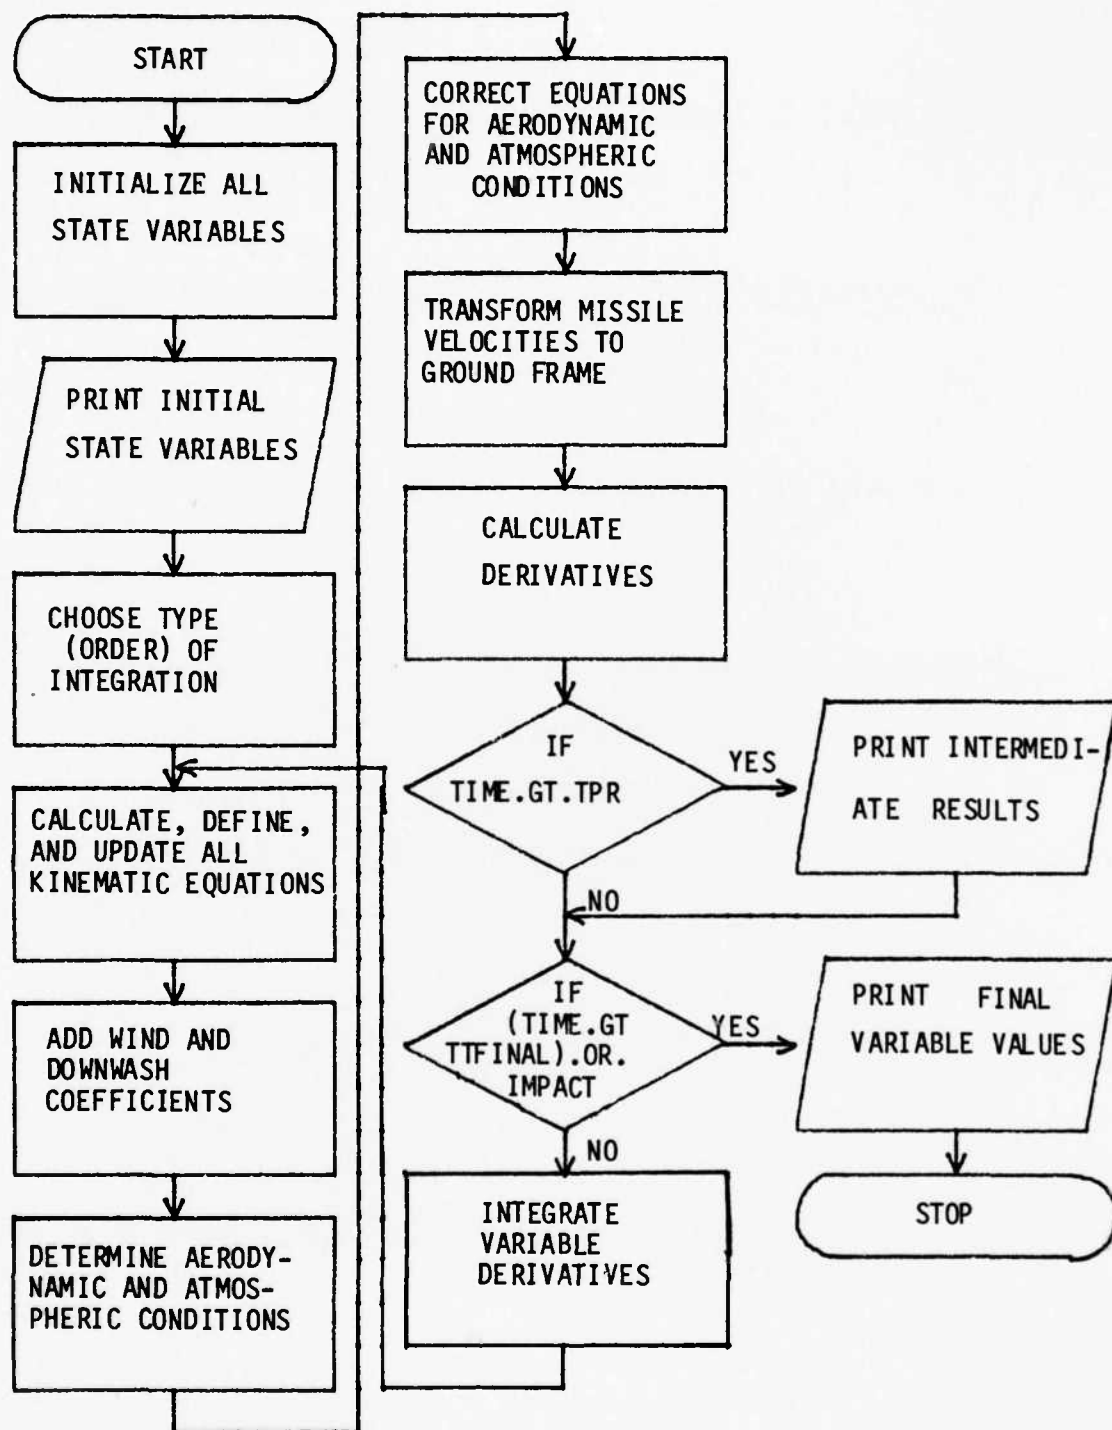 START
INITIALIZE ALL
STATE VARIABLES
PRINT INITIAL
STATE VARIABLES
CHOOSE TYPE
(ORDER) OF
INTEGRATION
CALCULATE, DEFINE,
AND UPDATE ALL
KINEMATIC EQUATIONS
ADD WIND AND
DOWNWASH
COEFFICIENTS
DETERMINE AERODY-
NAMIC AND ATMOS-
PHERIC CONDITIONS
CORRECT EQUATIONS
FOR AERODYNAMIC
AND ATMOSPHERIC
CONDITIONS
TRANSFORM MISSILE
VELOCITIES TO
GROUND FRAME
CALCULATE
DERIVATIVES
IF
TIME.GT.TPR
YES
PRINT INTERMEDI-
ATE RESULTS
NO
IF
(TIME.GT
TTFINAL).OR.
IMPACT
YES
PRINT FINAL
VARIABLE VALUES
STOP
NO
INTEGRATE
VARIABLE
DERIVATIVES